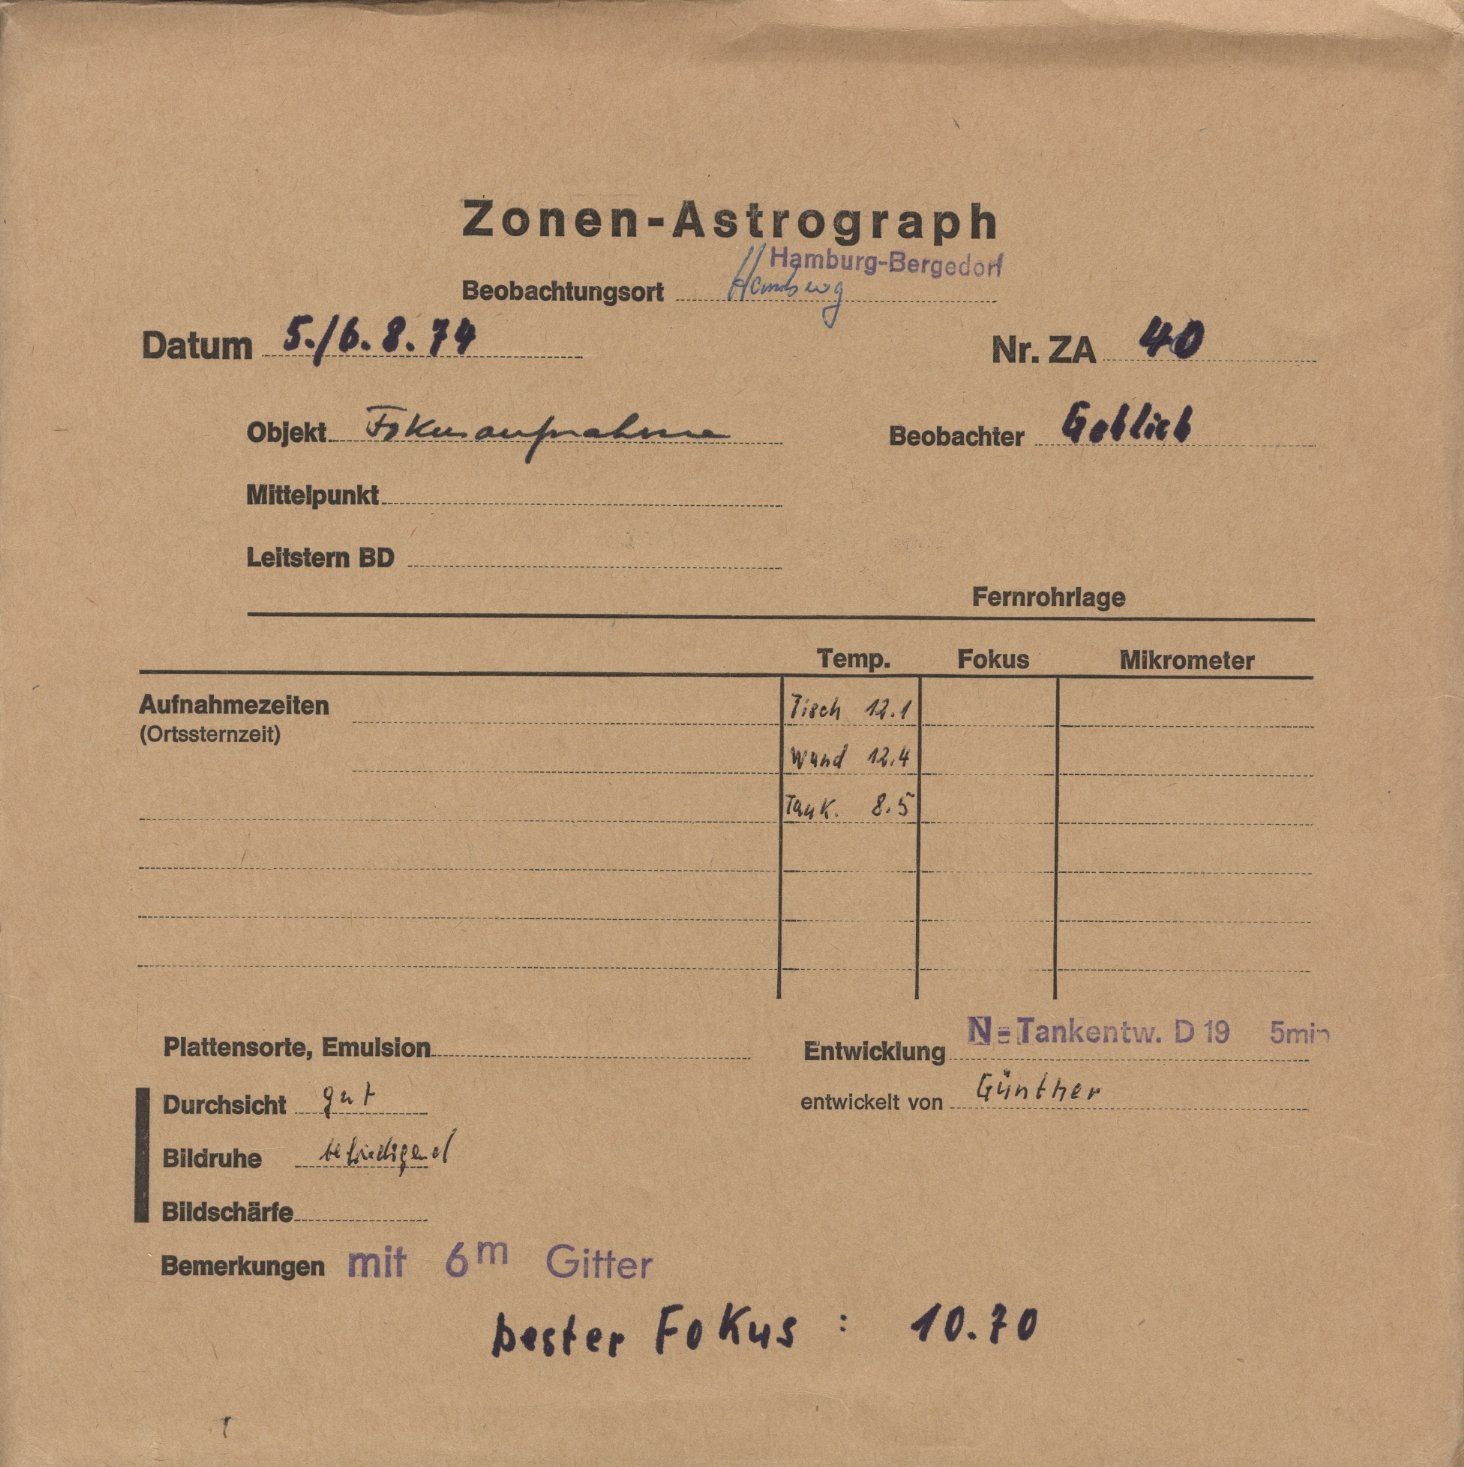 Zonen-Astrograph
Hamburg-Bergedorf
Beobachtungsort Hamburg
Datum 5./6.8.74
Nr. ZA 40
Objekt Fokusaufnahme
Beobachter Geblich
Mittelpunkt
Leitstern BD
Fernrohrlage
Temp. Fokus Mikrometer
Aufnahmezeiten Tisch 12.1
(Ortssternzeit)
Wand 12.4
Tank. 8.5
N-Tankentw. D 19 5min
Plattensorte, Emulsion Entwicklung
Durchsicht gut
entwickelt von Günther
Bildruhe befriedigend
Bildschärfe
Bemerkungen mit 6m Gitter
bester Fokus : 10.70